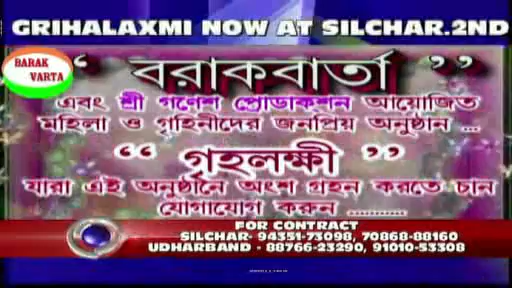 GRIHALAXMI NOW AT SILCHAR.2ND
BARAK
VARTA
“ বরাকবার্তা ”
এবং শ্রী গণেশ প্রোডাকশন আয়োজিত
মহিলা ও গৃহিনীদের জনপ্রিয় অনুষ্ঠান ...
“ গৃহলক্ষী ”
যারা এই অনুষ্ঠানে অংশ গ্রহন করতে চান
যোগাযোগ করুন ..........
FOR CONTRACT
SILCHAR- 94351-73098, 70868-88160
UDHARBAND - 88766-23290, 91010-53308